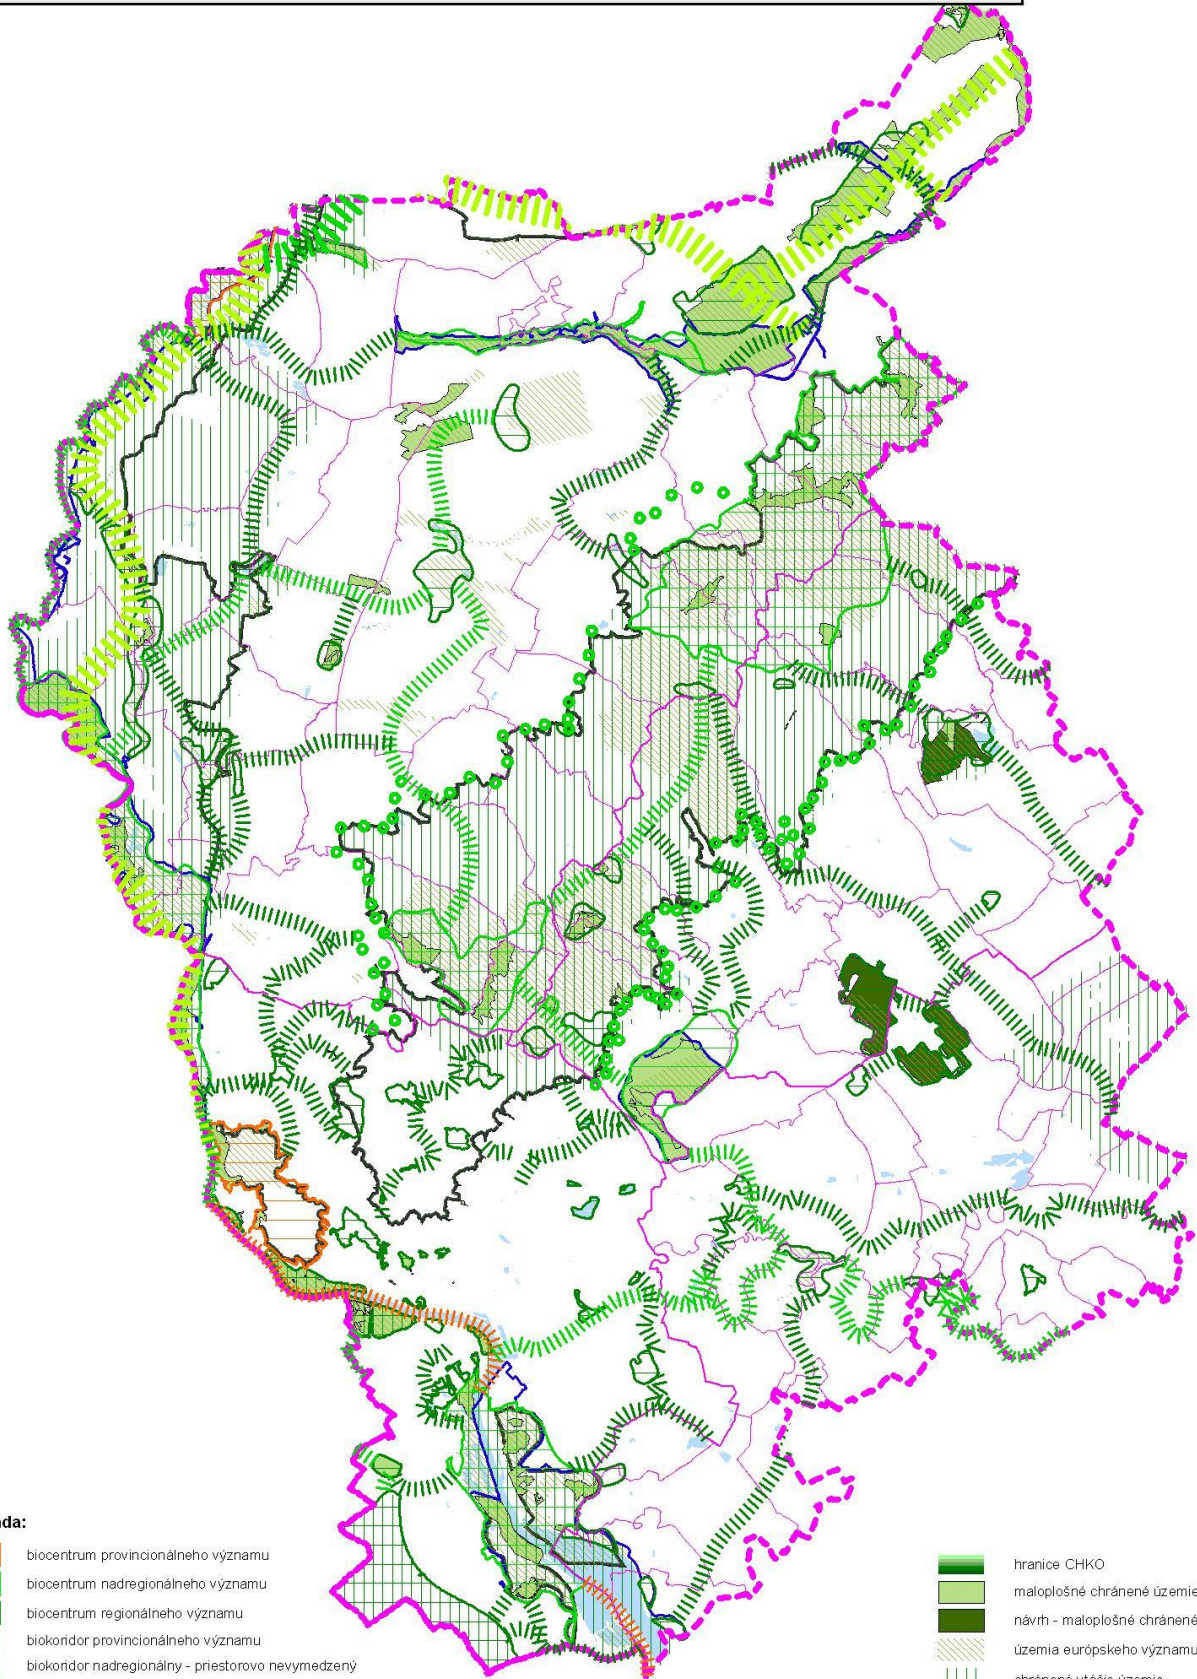 da:
biocentrum provincionálneho významu
biocentrum nadregionálneho významu
biocentrum regionálneho významu
biokoridor provincionálneho významu
biokoridor nadregionálny - priestorovo nevymedzený
hranice CHKO
maloplošné chránené územie
návrh - maloplošné chránené
územia európskeho významu